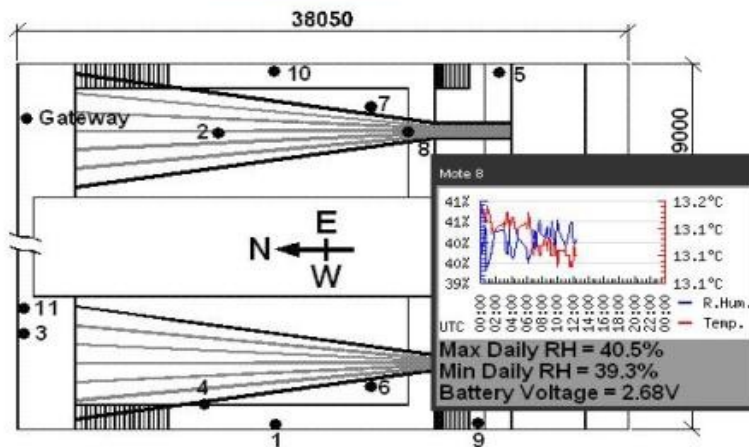 38050
10
5
Gateway
7
2
8
9000
Mote 8
41%
41%
40%
40%
39%
13.2°C
13.1°C
13.1°C
13.1°C
R.Hum.
Temp.
UTC
00:00
02:00
04:00
06:00
08:00
10:00
12:00
14:00
16:00
18:00
20:00
22:00
00:00
Max Daily RH = 40.5%
Min Daily RH = 39.3%
Battery Voltage = 2.68V
E
N
W
11
3
4
6
1
9